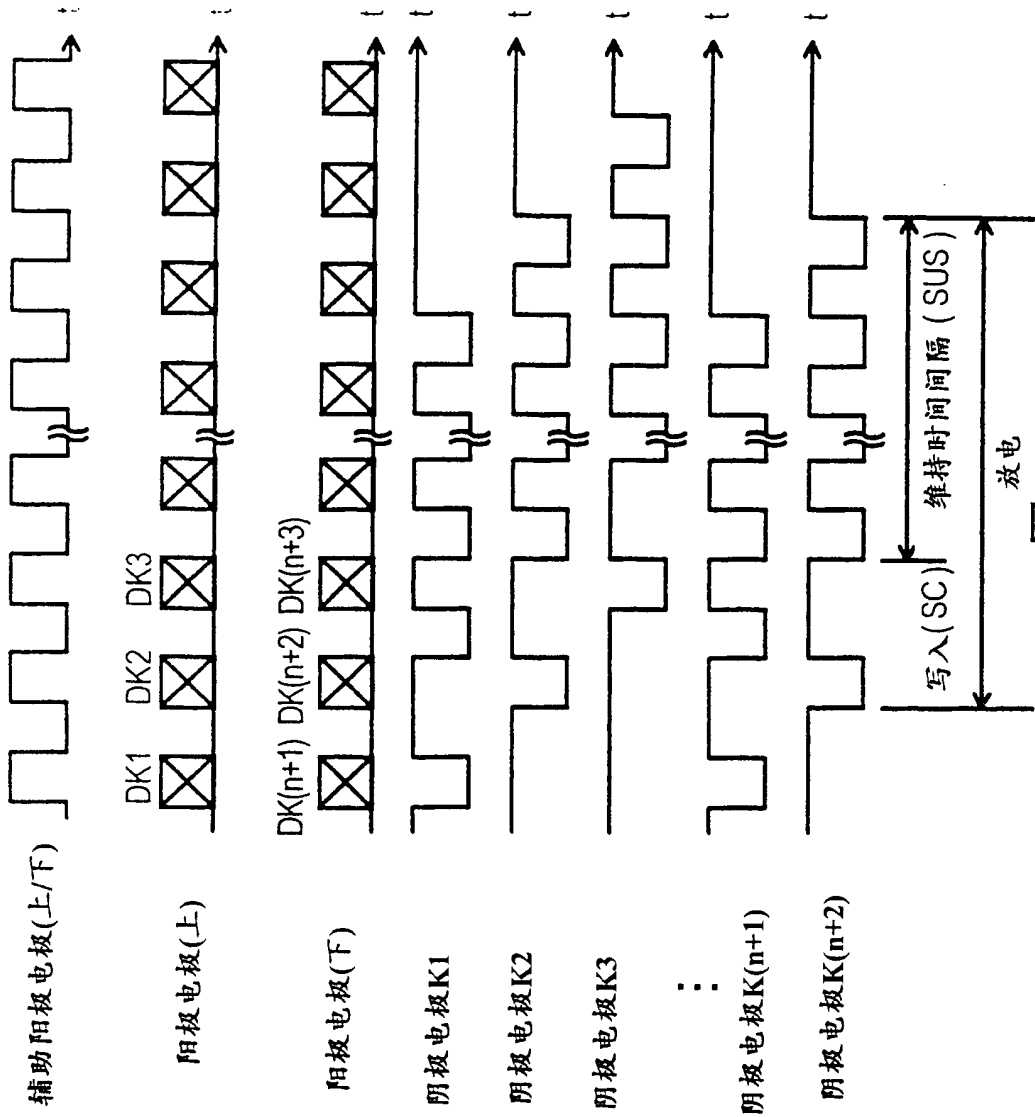 辅助阳极电极(上/下)
t
阳极电极(上)
DK1
DK2
DK3
t
阳极电极(下)
DK(n+1)
DK(n+2)
DK(n+3)
t
阴极电极K1
t
阴极电极K2
t
阴极电极K3
t
⋯
阴极电极K(n+1)
t
阴极电极K(n+2)
t
写入(SC)
维持时间间隔(SUS)
放电